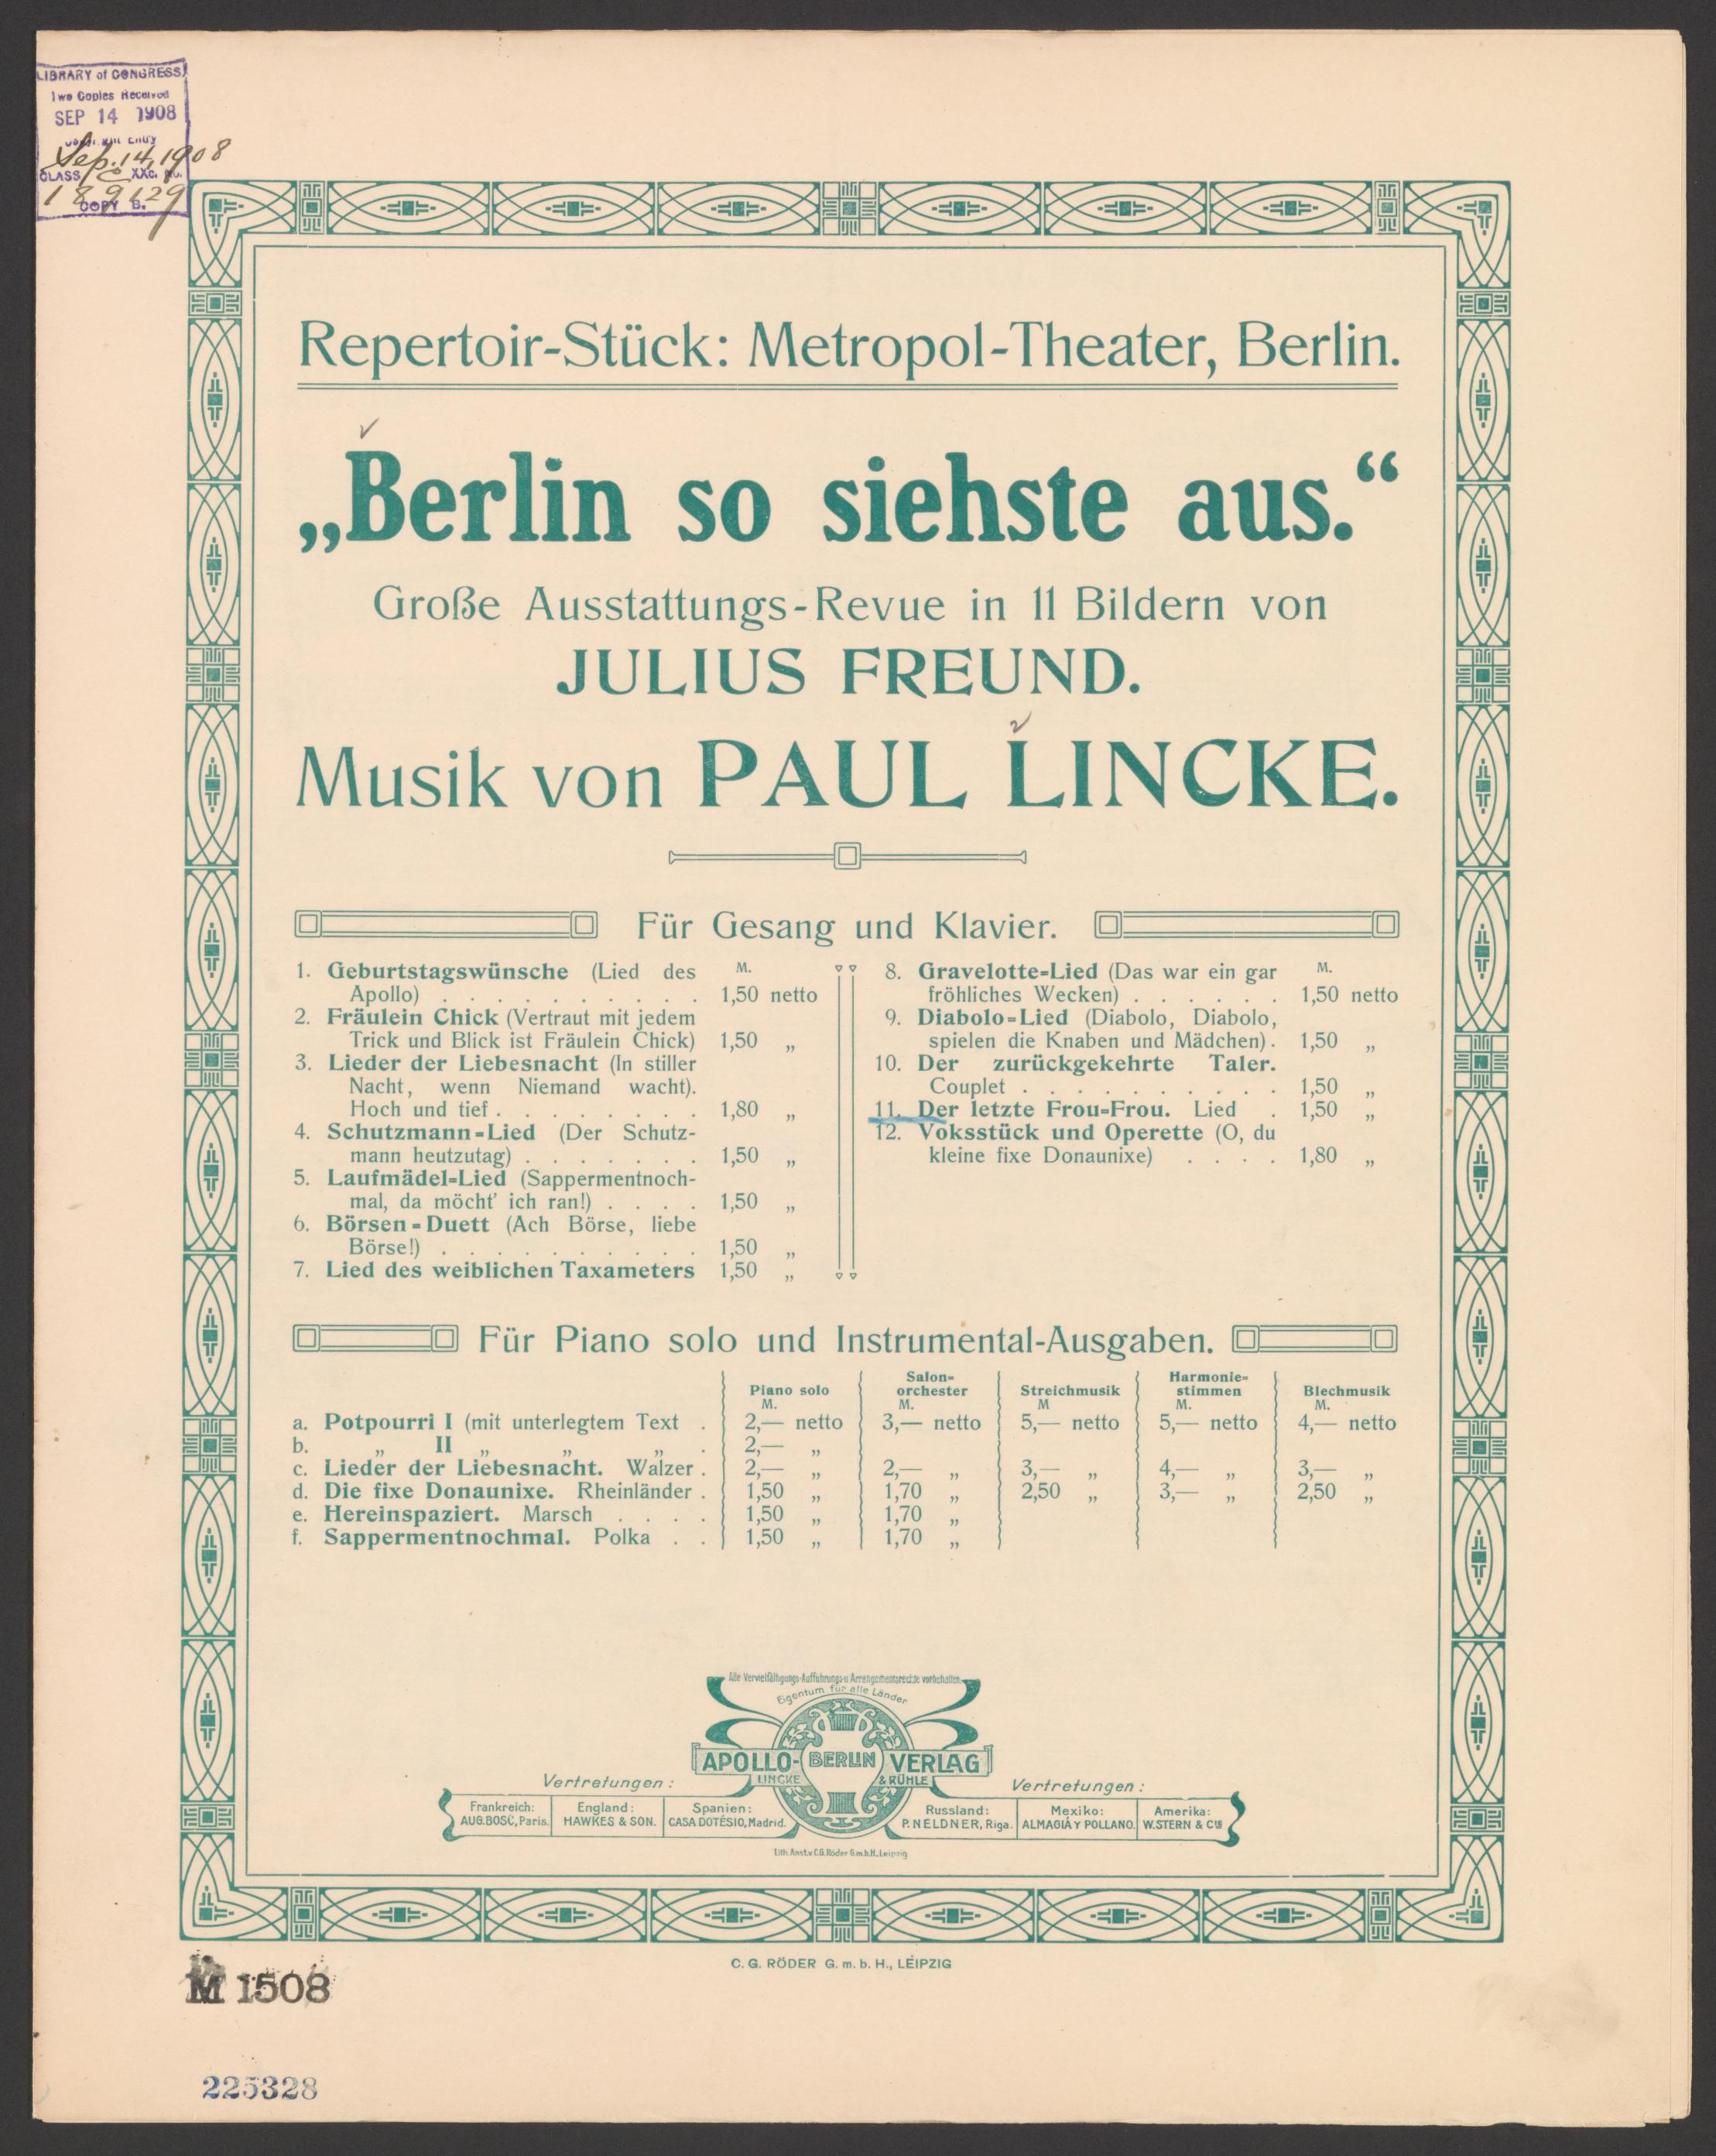 LIBRARY of CONGRESS
Two Copies Received
SEP 14 1908
Sep. 14, 1908
CLASS C XXc. No.
189129
COPY B.
Repertoir-Stück: Metropol-Theater, Berlin.
„Berlin so siehste aus.“
Große Ausstattungs-Revue in 11 Bildern von
JULIUS FREUND.
Musik von PAUL LINCKE.
Für Gesang und Klavier.
M.
1. Geburtstagswünsche (Lied des
Apollo) . . . . . . . . . . . 1,50 netto
2. Fräulein Chick (Vertraut mit jedem
Trick und Blick ist Fräulein Chick) 1,50 „
3. Lieder der Liebesnacht (In stiller
Nacht, wenn Niemand wacht).
Hoch und tief . . . . . . . . 1,80 „
4. Schutzmann-Lied (Der Schutz-
mann heutzutag) . . . . . . . 1,50 „
5. Laufmädel-Lied (Sappermentnoch-
mal, da möcht' ich ran!) . . . . 1,50 „
6. Börsen-Duett (Ach Börse, liebe
Börse!) . . . . . . . . . . . 1,50 „
7. Lied des weiblichen Taxameters 1,50 „
M.
8. Gravelotte-Lied (Das war ein gar
fröhliches Wecken) . . . . . . 1,50 netto
9. Diabolo-Lied (Diabolo, Diabolo,
spielen die Knaben und Mädchen) . 1,50 „
10. Der zurückgekehrte Taler.
Couplet . . . . . . . . . . . 1,50 „
11. Der letzte Frou-Frou. Lied . 1,50 „
12. Voksstück und Operette (O, du
kleine fixe Donaunixe) . . . . 1,80 „
Für Piano solo und Instrumental-Ausgaben.
Piano solo Salon-orchester Streichmusik Harmonie-stimmen Blechmusik
M. M. M M. M.
a. Potpourri I (mit unterlegtem Text . 2,— netto 3,— netto 5,— netto 5,— netto 4,— netto
b. „ II „ „ „ . 2,— „
c. Lieder der Liebesnacht. Walzer . 2,— „ 2,— „ 3,— „ 4,— „ 3,— „
d. Die fixe Donaunixe. Rheinländer . 1,50 „ 1,70 „ 2,50 „ 3,— „ 2,50 „
e. Hereinspaziert. Marsch . . . . 1,50 „ 1,70 „
f. Sappermentnochmal. Polka . . 1,50 „ 1,70 „
Alle Vervielfältigungs-Aufführungs-u Arrangementsrechte vorbehalten
Eigentum für alle Länder
APOLLO- BERLIN VERLAG
LINCKE & RÜHLE
Vertretungen: Vertretungen:
Frankreich: England: Spanien: Russland: Mexiko: Amerika:
AUG. BOSC, Paris. HAWKES & SON. CASA DOTÉSIO, Madrid. P. NELDNER, Riga. ALMAGIÁ Y POLLANO. W. STERN & Co.
Lith. Anst. v. C.G. Röder G.m.b.H., Leipzig
C. G. RÖDER G. m. b. H., LEIPZIG
M 1508
225328